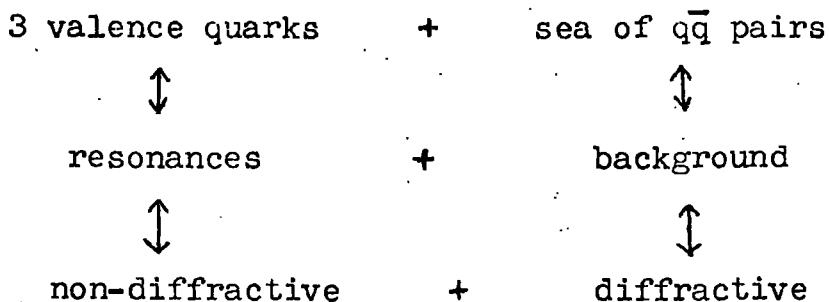 3 valence quarks + sea of qq̄ pairs
↕ ↕
resonances + background
↕ ↕
non-diffractive + diffractive